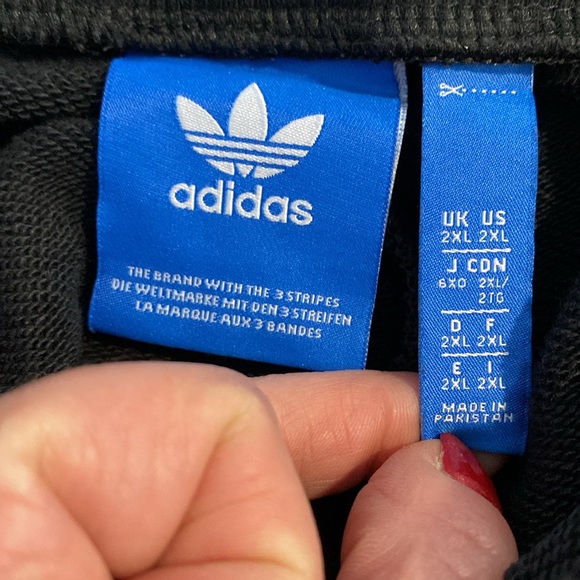 adidas
THE BRAND WITH THE 3 STRIPES
DIE WELTMARKE MIT DEN 3 STREIFEN
LA MARQUE AUX 3 BANDES
UK US
2XL 2XL
J CDN
6XO 2XL/
2TG
D F
2XL 2XL
E I
2XL 2XL
MADE IN
PAKISTAN